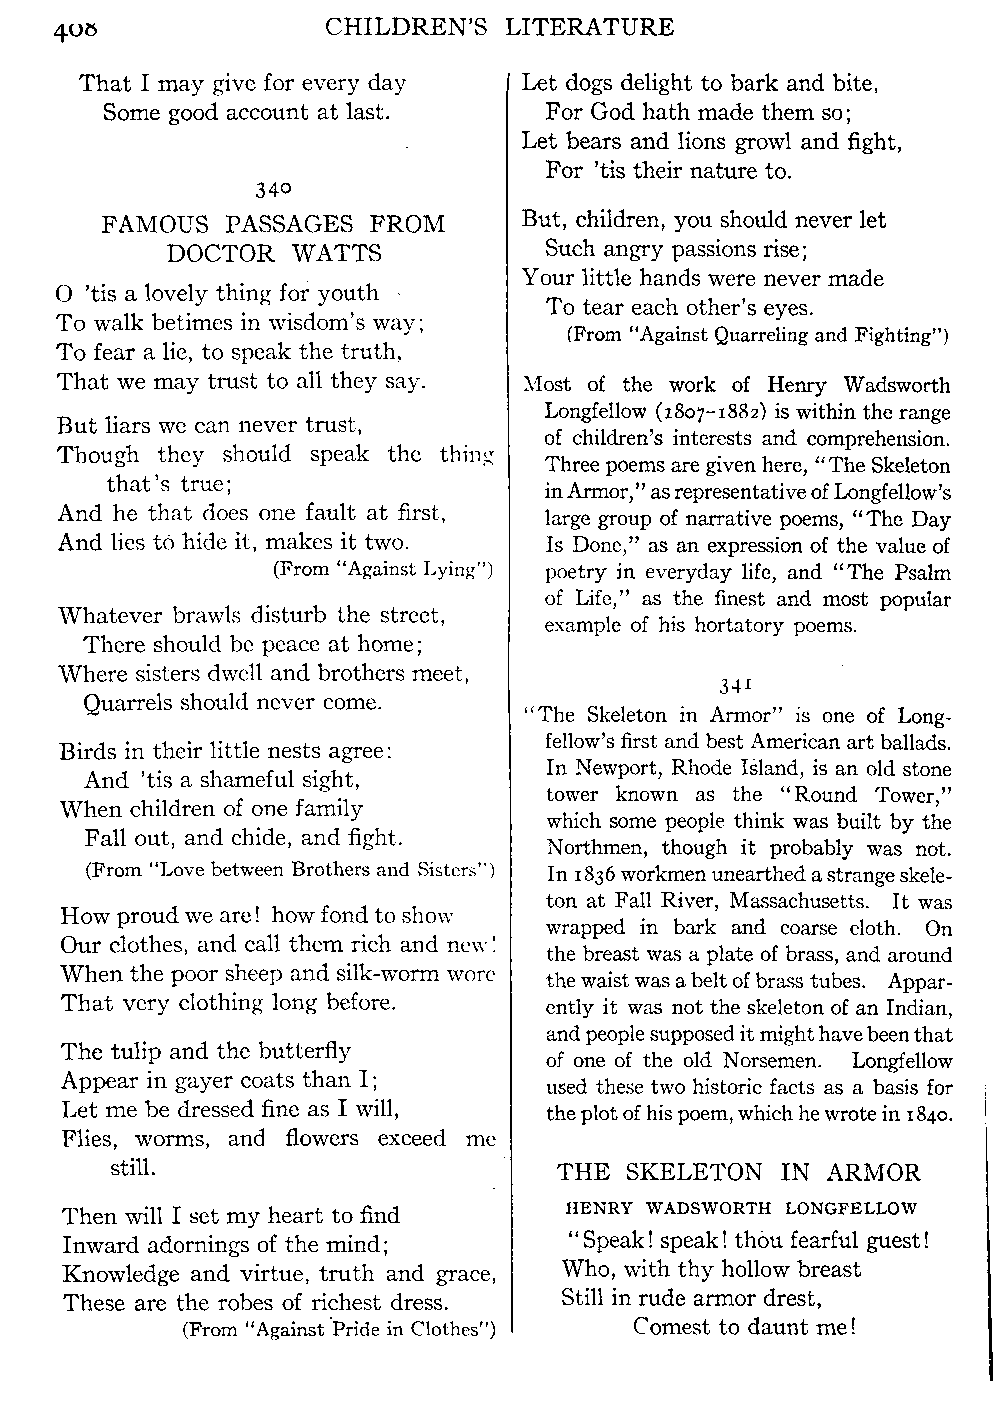 408
CHILDREN'S LITERATURE
That I may give for every day
Some good account at last.
340
FAMOUS PASSAGES FROM
DOCTOR WATTS
O 'tis a lovely thing for youth
To walk betimes in wisdom's way;
To fear a lie, to speak the truth,
That we may trust to all they say.
But liars we can never trust,
Though they should speak the thing
that's true;
And he that does one fault at first,
And lies to hide it, makes it two.
(From "Against Lying")
Whatever brawls disturb the street,
There should be peace at home;
Where sisters dwell and brothers meet,
Quarrels should never come.
Birds in their little nests agree:
And 'tis a shameful sight,
When children of one family
Fall out, and chide, and fight.
(From "Love between Brothers and Sisters")
How proud we are! how fond to show
Our clothes, and call them rich and new!
When the poor sheep and silk-worm wore
That very clothing long before.
The tulip and the butterfly
Appear in gayer coats than I;
Let me be dressed fine as I will,
Flies, worms, and flowers exceed me
still.
Then will I set my heart to find
Inward adornings of the mind;
Knowledge and virtue, truth and grace,
These are the robes of richest dress.
(From "Against Pride in Clothes")
Let dogs delight to bark and bite,
For God hath made them so;
Let bears and lions growl and fight,
For 'tis their nature to.
But, children, you should never let
Such angry passions rise;
Your little hands were never made
To tear each other's eyes.
(From "Against Quarreling and Fighting")
Most of the work of Henry Wadsworth
Longfellow (1807-1882) is within the range
of children's interests and comprehension.
Three poems are given here, "The Skeleton
in Armor," as representative of Longfellow's
large group of narrative poems, "The Day
Is Done," as an expression of the value of
poetry in everyday life, and "The Psalm
of Life," as the finest and most popular
example of his hortatory poems.
341
"The Skeleton in Armor" is one of Long-
fellow's first and best American art ballads.
In Newport, Rhode Island, is an old stone
tower known as the "Round Tower,"
which some people think was built by the
Northmen, though it probably was not.
In 1836 workmen unearthed a strange skele-
ton at Fall River, Massachusetts. It was
wrapped in bark and coarse cloth. On
the breast was a plate of brass, and around
the waist was a belt of brass tubes. Appar-
ently it was not the skeleton of an Indian,
and people supposed it might have been that
of one of the old Norsemen. Longfellow
used these two historic facts as a basis for
the plot of his poem, which he wrote in 1840.
THE SKELETON IN ARMOR
HENRY WADSWORTH LONGFELLOW
"Speak! speak! thou fearful guest!
Who, with thy hollow breast
Still in rude armor drest,
Comest to daunt me!